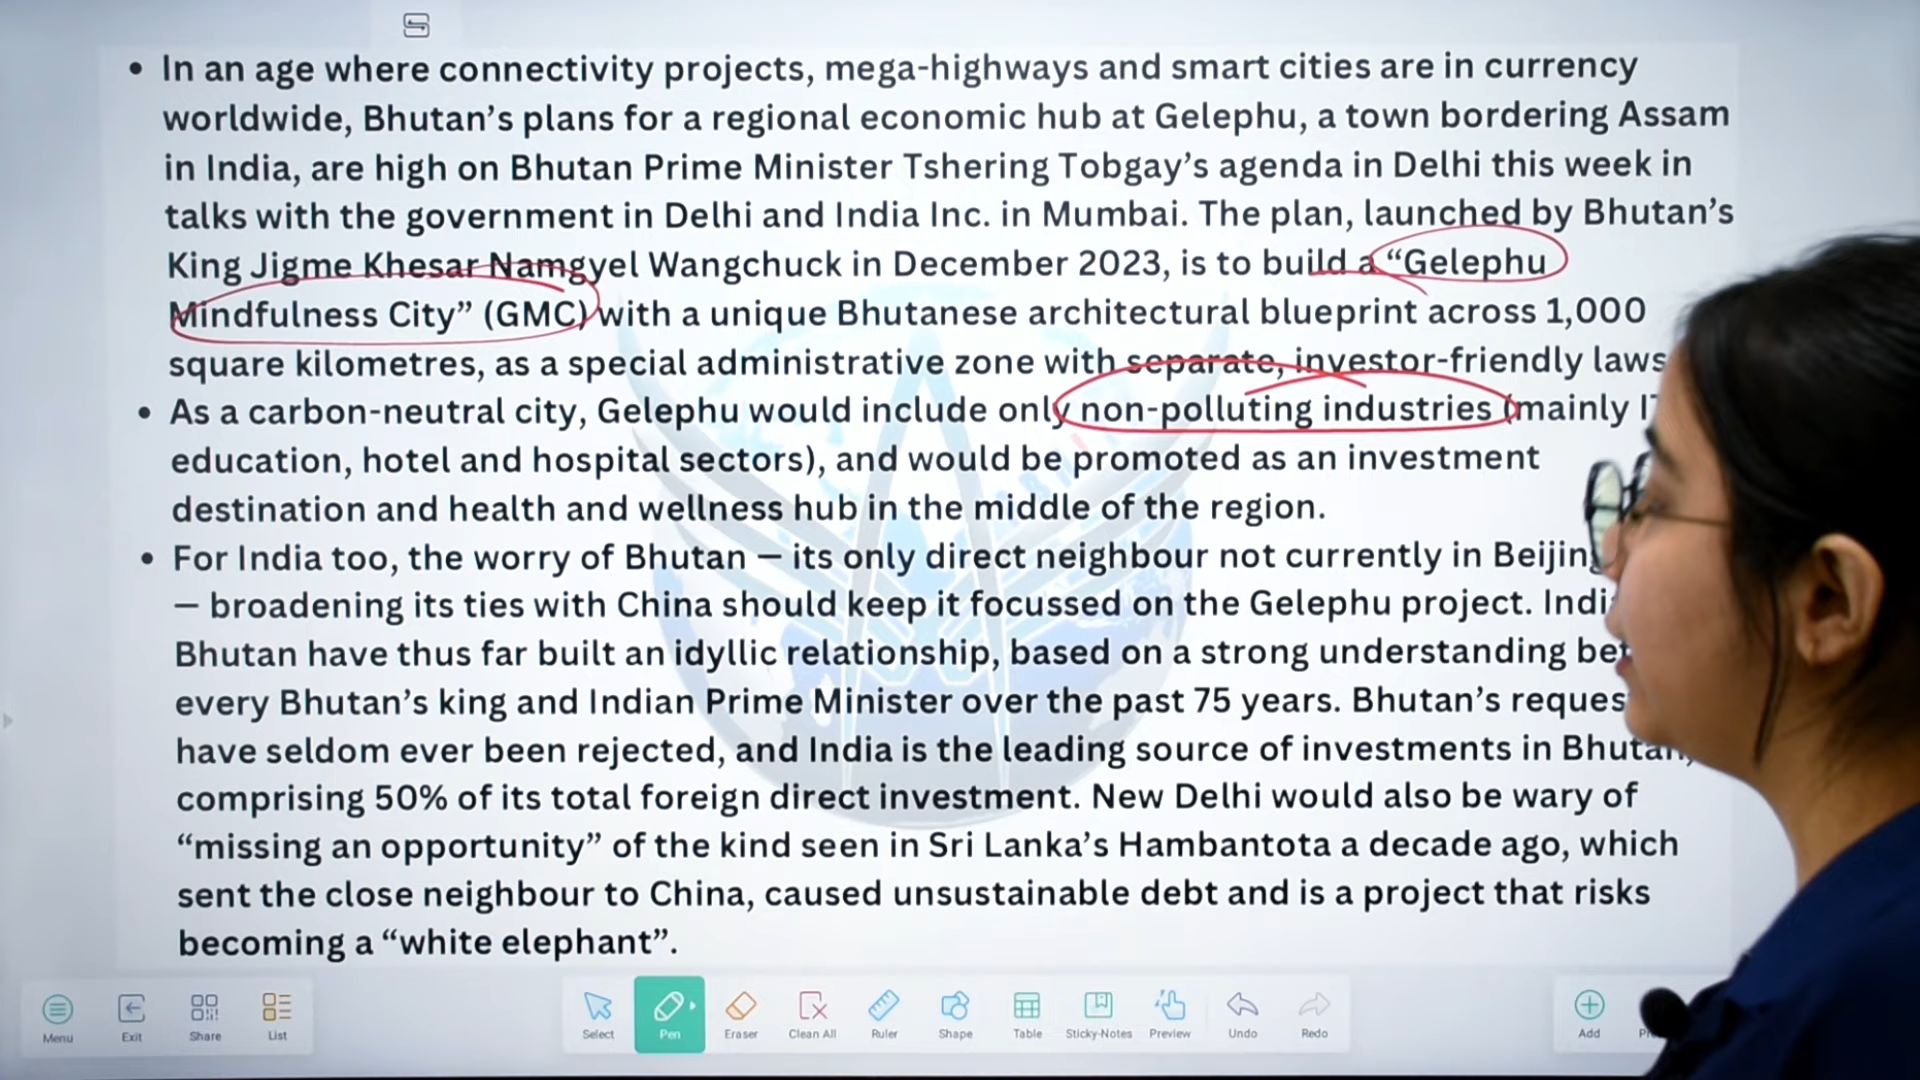 • In an age where connectivity projects, mega-highways and smart cities are in currency
worldwide, Bhutan’s plans for a regional economic hub at Gelephu, a town bordering Assam
in India, are high on Bhutan Prime Minister Tshering Tobgay’s agenda in Delhi this week in
talks with the government in Delhi and India Inc. in Mumbai. The plan, launched by Bhutan’s
King Jigme Khesar Namgyel Wangchuck in December 2023, is to build a “Gelephu
Mindfulness City” (GMC) with a unique Bhutanese architectural blueprint across 1,000
square kilometres, as a special administrative zone with separate, investor-friendly laws
• As a carbon-neutral city, Gelephu would include only non-polluting industries (mainly
education, hotel and hospital sectors), and would be promoted as an investment
destination and health and wellness hub in the middle of the region.
• For India too, the worry of Bhutan — its only direct neighbour not currently in
— broadening its ties with China should keep it focussed on the Gelephu project.
Bhutan have thus far built an idyllic relationship, based on a strong understanding
every Bhutan’s king and Indian Prime Minister over the past 75 years. Bhutan’s
have seldom ever been rejected, and India is the leading source of investments in Bhutan,
comprising 50% of its total foreign direct investment. New Delhi would also be wary of
“missing an opportunity” of the kind seen in Sri Lanka’s Hambantota a decade ago, which
sent the close neighbour to China, caused unsustainable debt and is a project that risks
becoming a “white elephant”.
Menu Exit Share List Select Pen Eraser Clean All Ruler Shape Table Sticky-Notes Preview Undo Redo Add